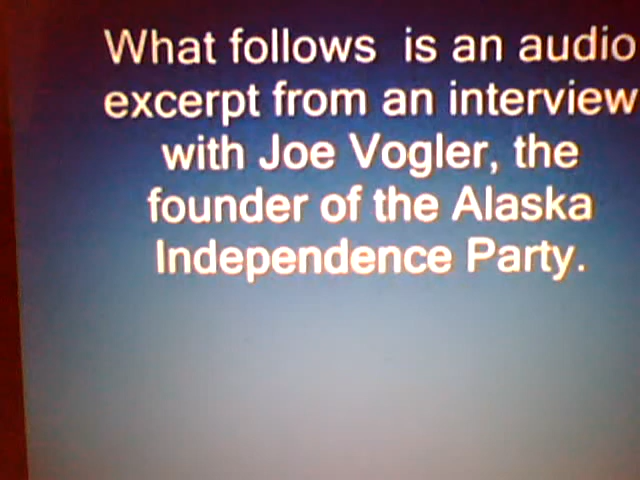 What follows is an audio
excerpt from an interview
with Joe Vogler, the
founder of the Alaska
Independence Party.